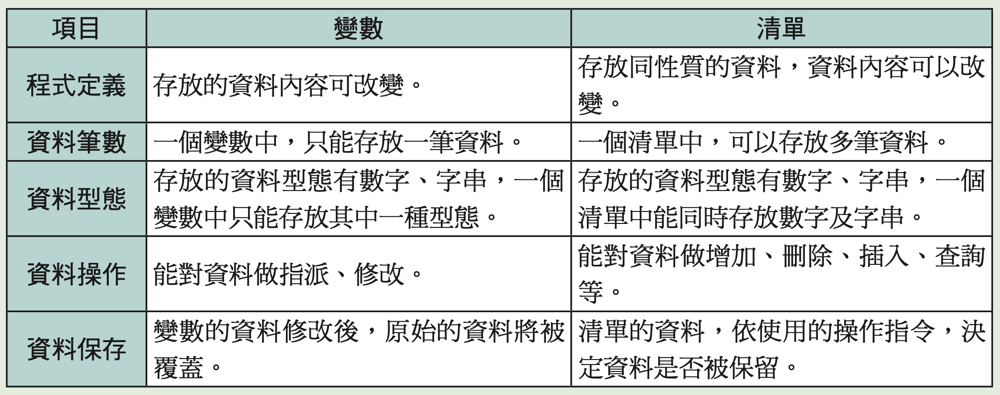 項目 變數 清單
程式定義 存放的資料內容可改變。 存放同性質的資料，資料內容可以改
變。
資料筆數 一個變數中，只能存放一筆資料。 一個清單中，可以存放多筆資料。
資料型態 存放的資料型態有數字、字串，一個
變數中只能存放其中一種型態。 存放的資料型態有數字、字串，一個
清單中能同時存放數字及字串。
資料操作 能對資料做指派、修改。 能對資料做增加、刪除、插入、查詢
等。
資料保存 變數的資料修改後，原始的資料將被
覆蓋。 清單的資料，依使用的操作指令，決
定資料是否被保留。